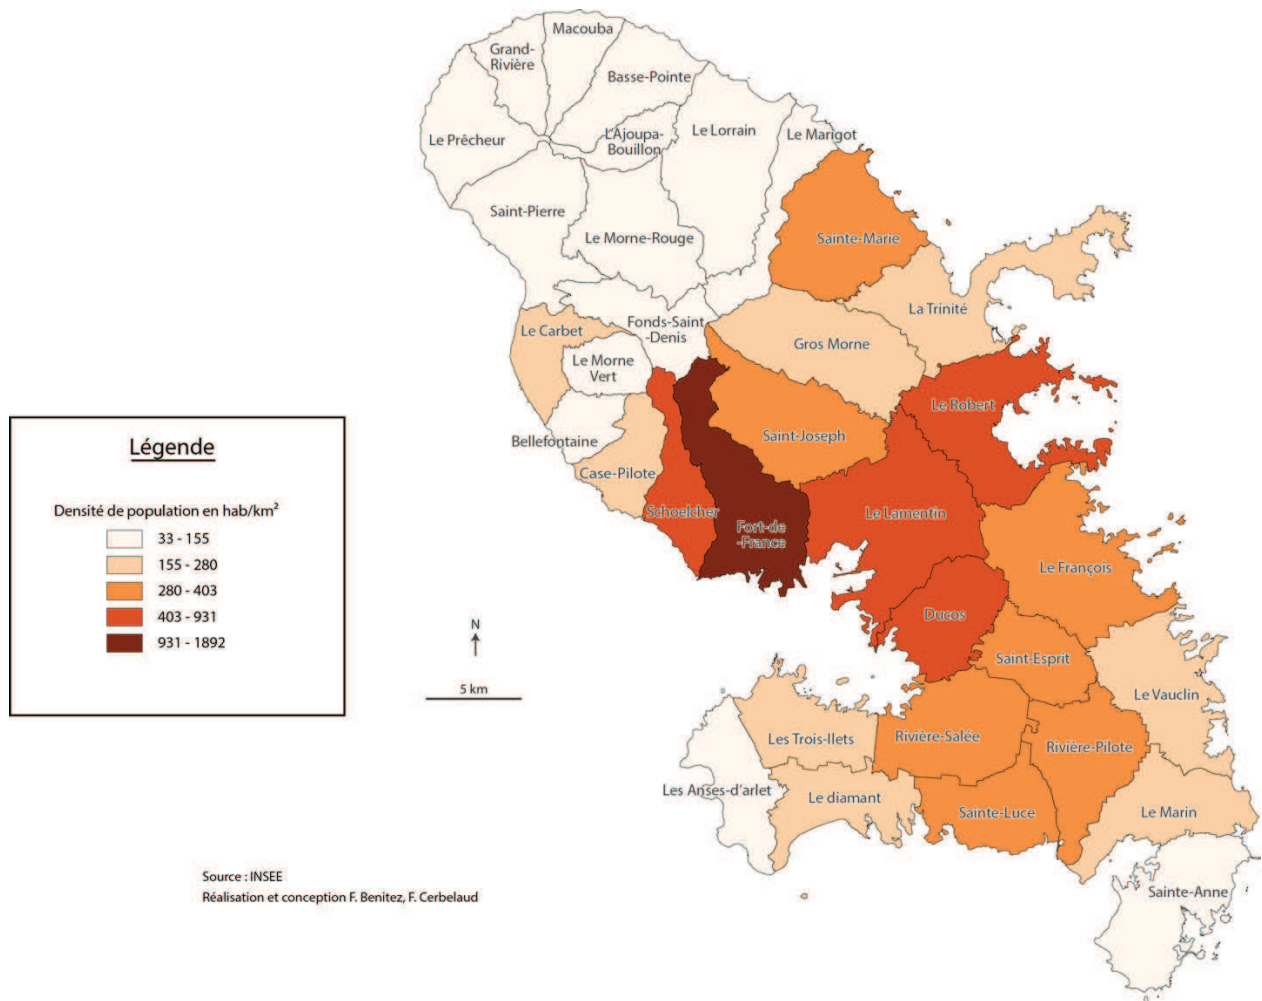 Macouba
Grand-
Rivière
Basse-Pointe
Le Lorrain
Le Marigot
L'Ajoupa-
Bouillon
Le Prêcheur
Saint-Pierre
Le Morne-Rouge
Sainte-Marie
La Trinité
Fonds-Saint
-Denis
Le Carbet
Gros Morne
Le Morne
Vert
Le Robert
Bellefontaine
Saint-Joseph
Case-Pilote
Schoelcher
Fort-de
-France
Le Lamentin
Le François
Ducos
Saint-Esprit
Le Vauclin
Les Trois-Ilets
Rivière-Salée
Rivière-Pilote
Les Anses-d'arlet
Le diamant
Sainte-Luce
Le Marin
Sainte-Anne
Légende
Densité de population en hab/km²
33 - 155
155 - 280
280 - 403
403 - 931
931 - 1892
N
5 km
Source : INSEE
Réalisation et conception F. Benitez, F. Cerbelaud